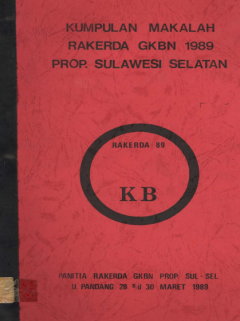 KUMPULAN MAKALAH
RAKERDA GKBN 1989
PROP. SULAWESI SELATAN
RAKERDA 89
KB
PANITIA RAKERDA GKBN PROP. SUL-SEL
U. PANDANG 28 s/d 30 MARET 1989